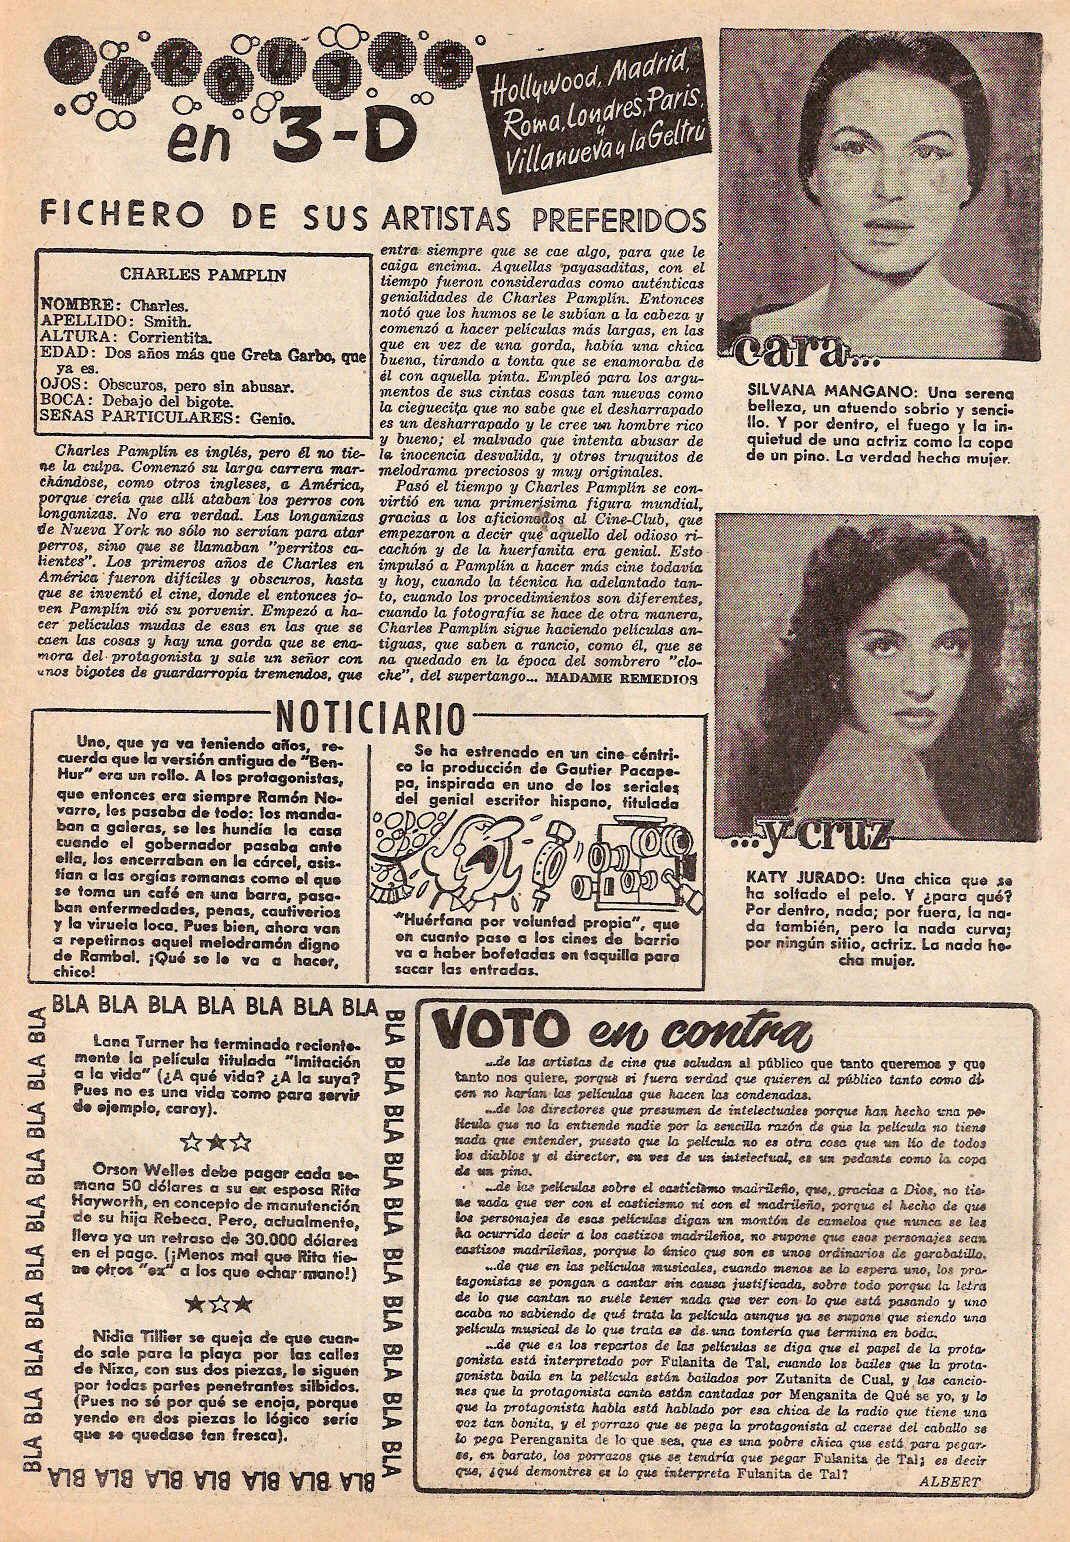 BURBUJAS
en 3-D
Hollywood, Madrid,
Roma, Londres, Paris,
y
Villanueva y la Geltrú
FICHERO DE SUS ARTISTAS PREFERIDOS
CHARLES PAMPLIN
NOMBRE: Charles.
APELLIDO: Smith.
ALTURA: Corrientita.
EDAD: Dos años más que Greta Garbo, que
ya es.
OJOS: Obscuros, pero sin abusar.
BOCA: Debajo del bigote.
SEÑAS PARTICULARES: Genio.
Charles Pamplin es inglés, pero él no tie-
ne la culpa. Comenzó su larga carrera mar-
chándose, como otros ingleses, a América,
porque creía que allí ataban los perros con
longanizas. No era verdad. Las longanizas
de Nueva York no sólo no servían para atar
perros, sino que se llamaban "perritos ca-
lientes". Los primeros años de Charles en
América fueron difíciles y obscuros, hasta
que se inventó el cine, donde el entonces jo-
ven Pamplin vió su porvenir. Empezó a ha-
cer películas mudas de esas en las que se
caen las cosas y hay una gorda que se ena-
mora del protagonista y sale un señor con
unos bigotes de guardarropía tremendos, que
entra siempre que se cae algo, para que le
caiga encima. Aquellas payasaditas, con el
tiempo fueron consideradas como auténticas
genialidades de Charles Pamplin. Entonces
notó que los humos se le subían a la cabeza y
comenzó a hacer películas más largas, en las
que en vez de una gorda, había una chica
buena, tirando a tonta que se enamoraba de
él con aquella pinta. Empleó para los argu-
mentos de sus cintas cosas tan nuevas como
la cieguecita que no sabe que el desharrapado
es un desharrapado y le cree un hombre rico
y bueno; el malvado que intenta abusar de
la inocencia desvalida, y otros truquitos de
melodrama preciosos y muy originales.
Pasó el tiempo y Charles Pamplin se con-
virtió en una primerísima figura mundial,
gracias a los aficionados al Cine-Club, que
empezaron a decir que aquello del odioso ri-
cachón y de la huerfanita era genial. Esto
impulsó a Pamplin a hacer más cine todavía
y hoy, cuando la técnica ha adelantado tan-
to, cuando los procedimientos son diferentes,
cuando la fotografía se hace de otra manera,
Charles Pamplin sigue haciendo películas an-
tiguas, que saben a rancio, como él, que se
na quedado en la época del sombrero "clo-
che", del supertango... MADAME REMEDIOS
cara...
SILVANA MANGANO: Una serena
belleza, un atuendo sobrio y senci-
llo. Y por dentro, el fuego y la in-
quietud de una actriz como la copa
de un pino. La verdad hecha mujer.
...y cruz
KATY JURADO: Una chica que se
ha soltado el pelo. Y ¿para qué?
Por dentro, nada; por fuera, la na-
da también, pero la nada curva;
por ningún sitio, actriz. La nada he-
cha mujer.
NOTICIARIO
Uno, que ya va teniendo años, re-
cuerda que la versión antigua de "Ben-
Hur" era un rollo. A los protagonistas,
que entonces era siempre Ramón No-
varro, les pasaba de todo: los manda-
ban a galeras, se les hundía la casa
cuando el gobernador pasaba ante
ella, los encerraban en la cárcel, asis-
tían a las orgías romanas como el que
se toma un café en una barra, pasa-
ban enfermedades, penas, cautiverios
y la viruela loca. Pues bien, ahora van
a repetirnos aquel melodramón digno
de Rambal. ¡Qué se le va a hacer,
chico!
Se ha estrenado en un cine céntri-
co la producción de Gautier Pacape-
pa, inspirada en uno de los seriales
del genial escritor hispano, titulada
"Huérfana por voluntad propia", que
en cuanto pase a los cines de barrio
va a haber bofetadas en taquilla para
sacar las entradas.
BLA BLA BLA BLA BLA BLA BLA
BLA BLA BLA BLA BLA BLA BLA BLA
BLA BLA BLA BLA BLA BLA BLA BLA
BLA BLA BLA BLA BLA BLA BLA
Lana Turner ha terminado reciente-
mente la película titulada "Imitación
a la vida" (¿A qué vida? ¿A la suya?
Pues no es una vida como para servir
de ejemplo, caray).
Orson Welles debe pagar cada se-
mana 50 dólares a su ex esposa Rita
Hayworth, en concepto de manutención
de su hija Rebeca. Pero, actualmente,
lleva ya un retraso de 30.000 dólares
en el pago. (¡Menos mal que Rita tie-
ne otros "ex" a los que echar mano!)
Nidia Tillier se queja de que cuan-
do sale para la playa por las calles
de Niza, con sus dos piezas, le siguen
por todas partes penetrantes silbidos.
(Pues no sé por qué se enoja, porque
yendo en dos piezas lo lógico sería
que se quedase tan fresca).
VOTO en contra
...de las artistas de cine que saludan al público que tanto queremos y que
tanto nos quiere, porque si fuera verdad que quieren al público tanto como di-
cen no harían las películas que hacen las condenadas.
...de los directores que presumen de intelectuales porque han hecho una pe-
lícula que no la entiende nadie por la sencilla razón de que la película no tiene
nada que entender, puesto que la película no es otra cosa que un lío de todos
los diablos y el director, en vez de un intelectual, es un pedante como la copa
de un pino.
...de las películas sobre el casticismo madrileño, que, gracias a Dios, no tie-
ne nada que ver con el casticismo ni con el madrileño, porque el hecho de que
los personajes de esas películas digan un montón de camelos que nunca se les
ha ocurrido decir a los castizos madrileños, no supone que esos personajes sean
castizos madrileños, porque lo único que son es unos ordinarios de garabatillo.
...de que en las películas musicales, cuando menos se lo espera uno, los pro-
tagonistas se pongan a cantar sin causa justificada, sobre todo porque la letra
de lo que cantan no suele tener nada que ver con lo que está pasando y uno
acaba no sabiendo de qué trata la película aunque ya se supone que siendo una
película musical de lo que trata es de una tontería que termina en boda.
...de que en los repartos de las películas se diga que el papel de la prota-
gonista está interpretado por Fulanita de Tal, cuando los bailes que la prota-
gonista baila en la película están bailados por Zutanita de Cual, y las cancio-
nes que la protagonista canta están cantadas por Menganita de Qué se yo, y lo
que la protagonista habla está hablado por esa chica de la radio que tiene una
voz tan bonita, y el porrazo que se pega la protagonista al caerse del caballo se
lo pega Perenganita de lo que sea, que es una pobre chica que está para pegar-
se, en barato, los porrazos que se tendría que pegar Fulanita de Tal; es decir
que, ¿qué demontres es lo que interpreta Fulanita de Tal?
ALBERT